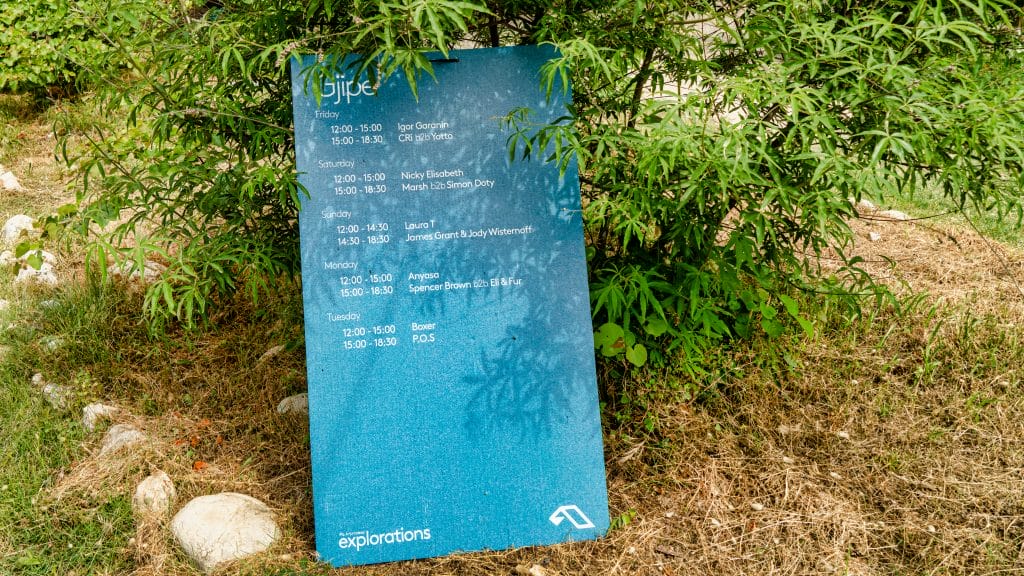 Gjipe
Friday
12:00 - 15:00 Igor Garanin
15:00 - 18:30 CRi b2b Yotto
Saturday
12:00 - 15:00 Nicky Elisabeth
15:00 - 18:30 Marsh b2b Simon Doty
Sunday
12:00 - 14:30 Laura T
14:30 - 18:30 James Grant & Jody Wisternoff
Monday
12:00 - 15:00 Anyasa
15:00 - 18:30 Spencer Brown b2b Eli & Fur
Tuesday
12:00 - 15:00 Boxer
15:00 - 18:30 P.O.S
explorations